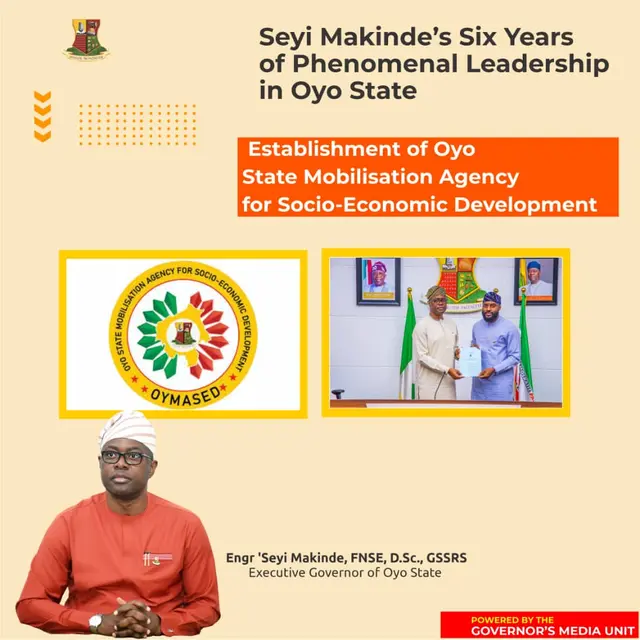 Seyi Makinde’s Six Years
of Phenomenal Leadership
in Oyo State
Establishment of Oyo
State Mobilisation Agency
for Socio-Economic Development
OYO STATE MOBILISATION AGENCY FOR SOCIO-ECONOMIC DEVELOPMENT
OYMASED
Engr 'Seyi Makinde, FNSE, D.Sc., GSSRS
Executive Governor of Oyo State
POWERED BY THE
GOVERNOR’S MEDIA UNIT